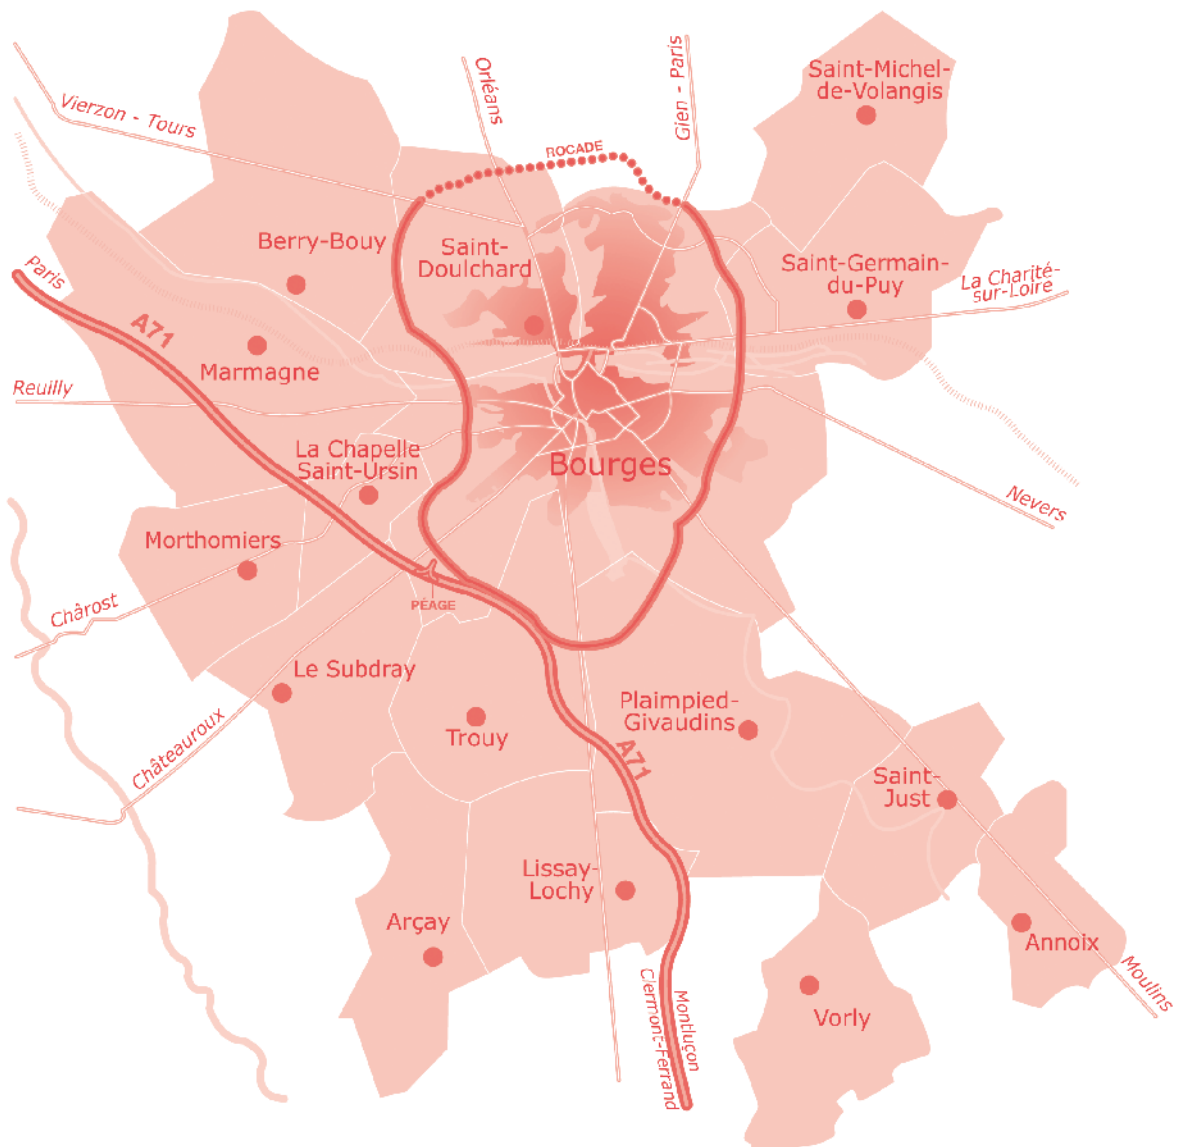 Saint-Michel-
de-Volangis
Orléans
Gien - Paris
Vierzon - Tours
ROCADE
Berry-Bouy
Saint-
Doulchard
Saint-Germain-
du-Puy
La Charité-
sur-Loire
Paris
A71
Marmagne
Reuilly
La Chapelle
Saint-Ursin
Bourges
Nevers
Morthomiers
Chârost
PÉAGE
Le Subdray
Plaimpied-
Givaudins
Trouy
Châteauroux
A71
Saint-
Just
Lissay-
Lochy
Arçay
Annoix
Moulins
Montluçon
Clermont-Ferrand
Vorly